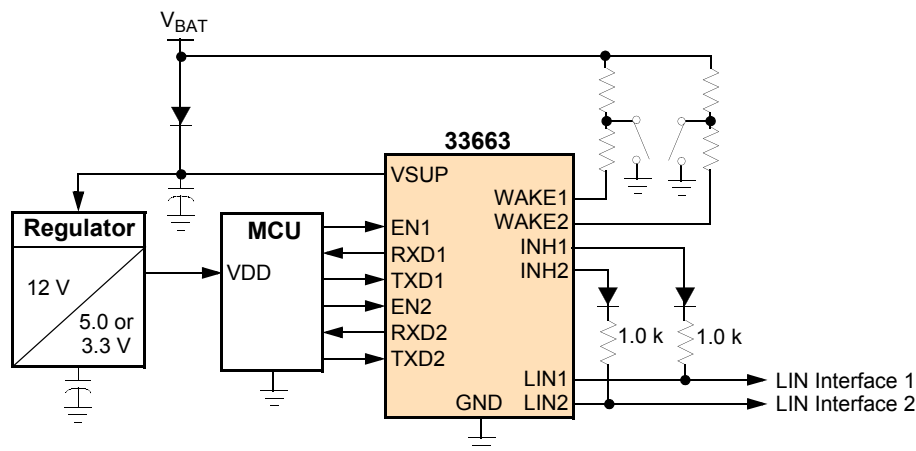 VBAT
33663
VSUP
WAKE1
WAKE2
INH1
INH2
EN1
RXD1
TXD1
EN2
RXD2
TXD2
LIN1
GND LIN2
Regulator
12 V
5.0 or
3.3 V
MCU
VDD
1.0 k
1.0 k
LIN Interface 1
LIN Interface 2